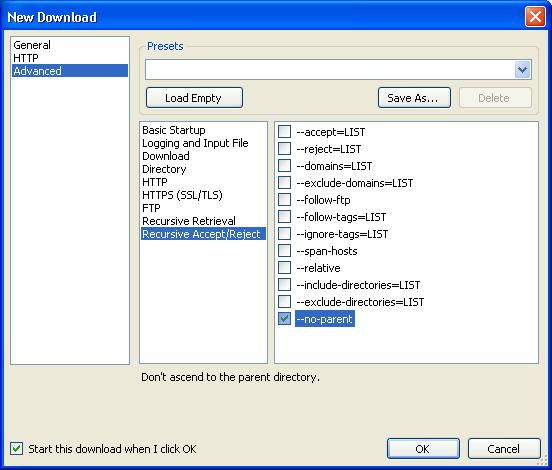 New Download
General
HTTP
Advanced
Presets
Load Empty
Save As...
Delete
Basic Startup
Logging and Input File
Download
Directory
HTTP
HTTPS (SSL/TLS)
FTP
Recursive Retrieval
Recursive Accept/Reject
--accept=LIST
--reject=LIST
--domains=LIST
--exclude-domains=LIST
--follow-ftp
--follow-tags=LIST
--ignore-tags=LIST
--span-hosts
--relative
--include-directories=LIST
--exclude-directories=LIST
--no-parent
Don't ascend to the parent directory.
Start this download when I click OK
OK
Cancel